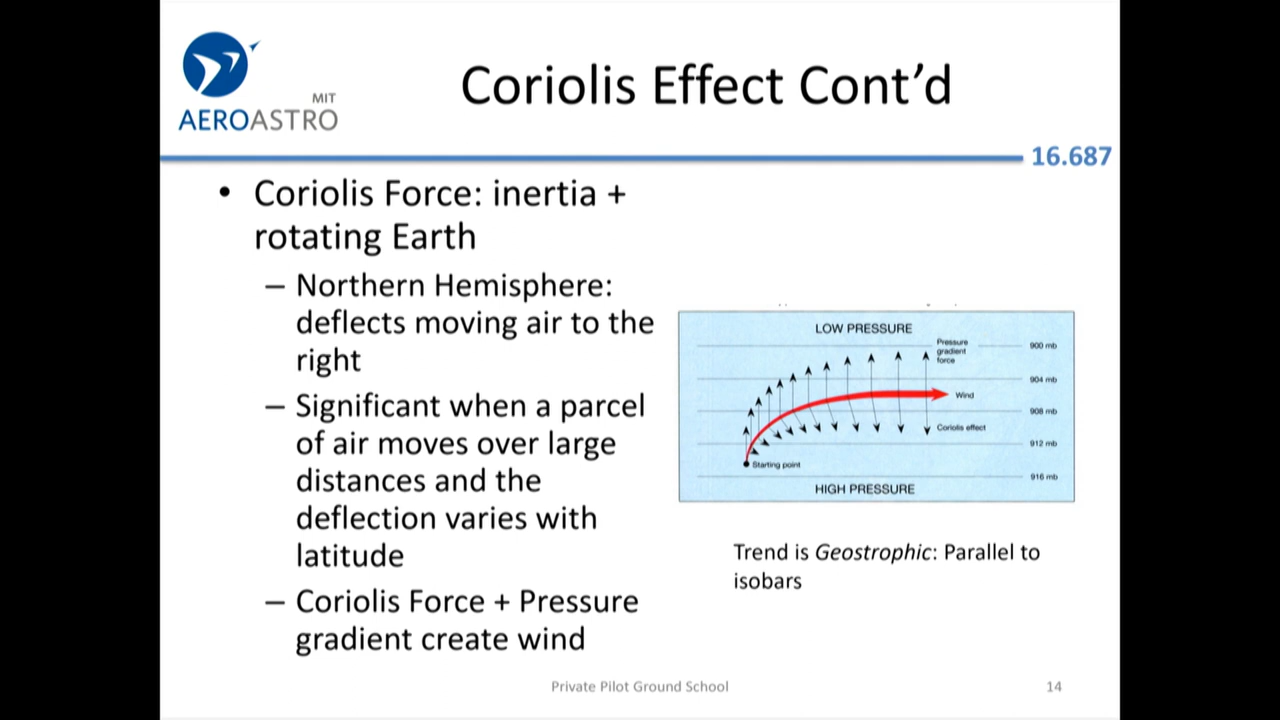 MIT
AEROASTRO
Coriolis Effect Cont’d
16.687
• Coriolis Force: inertia +
rotating Earth
– Northern Hemisphere:
deflects moving air to the
right
– Significant when a parcel
of air moves over large
distances and the
deflection varies with
latitude
– Coriolis Force + Pressure
gradient create wind
LOW PRESSURE
Pressure
gradient
force
900 mb
904 mb
Wind
908 mb
Coriolis effect
912 mb
Starting point
916 mb
HIGH PRESSURE
Trend is Geostrophic: Parallel to
isobars
Private Pilot Ground School
14